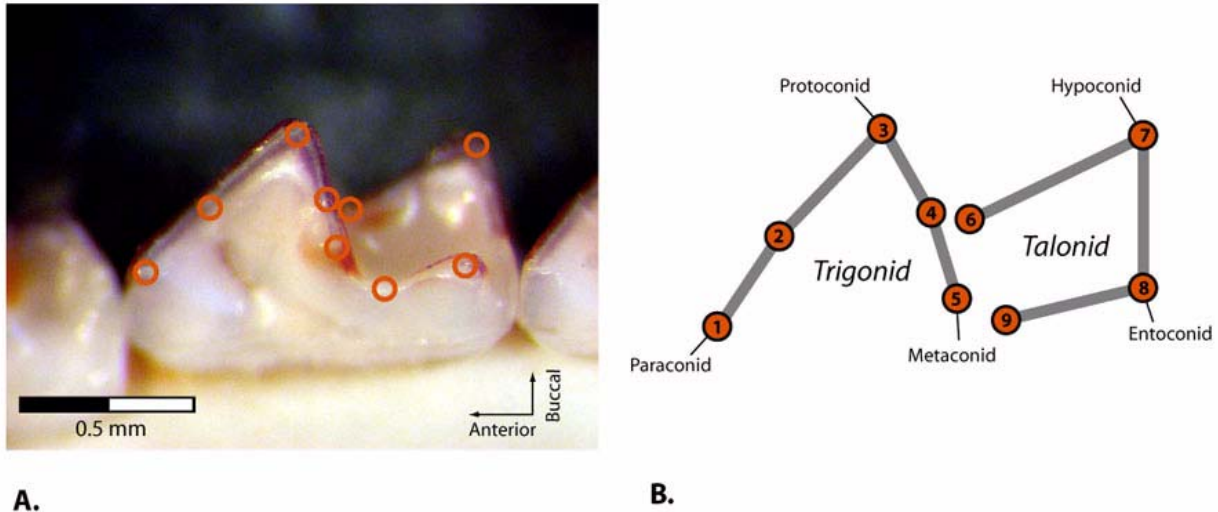 0.5 mm
Buccal
Anterior
A.
Protoconid
Hypoconid
3
7
4
6
2
Trigonid
Talonid
1
5
8
9
Paraconid
Metaconid
Entoconid
B.